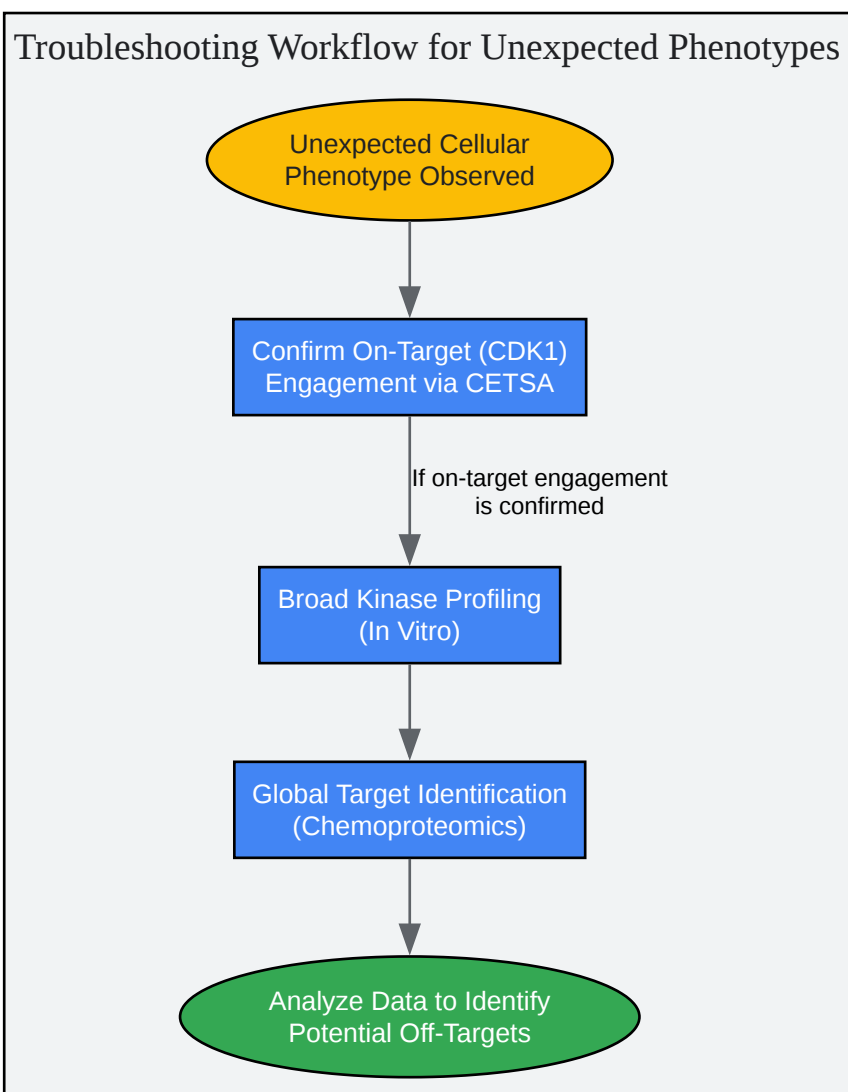 Troubleshooting Workflow for Unexpected Phenotypes
Unexpected Cellular
Phenotype Observed
Confirm On-Target (CDK1)
Engagement via CETSA
If on-target engagement
is confirmed
Broad Kinase Profiling
(In Vitro)
Global Target Identification
(Chemoproteomics)
Analyze Data to Identify
Potential Off-Targets